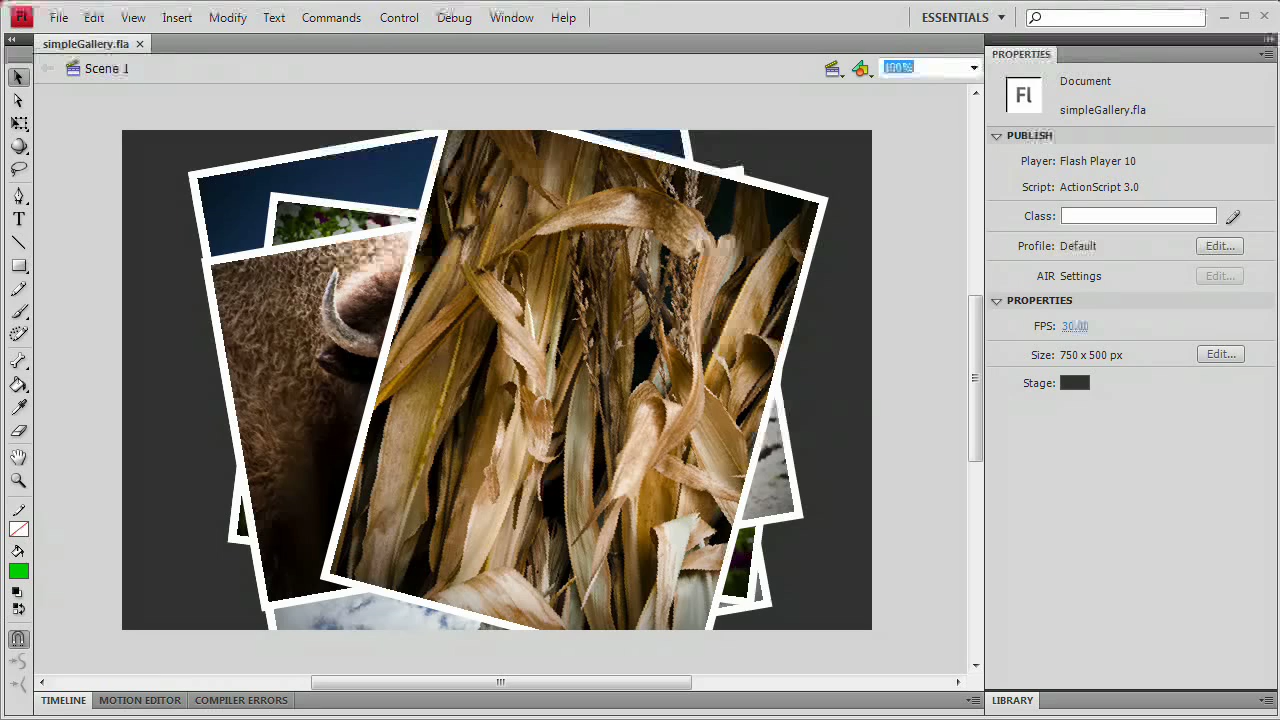 Fl File Edit View Insert Modify Text Commands Control Debug Window Help ESSENTIALS
simpleGallery.fla
Scene 1 100%
PROPERTIES
Fl Document
simpleGallery.fla
PUBLISH
Player: Flash Player 10
Script: ActionScript 3.0
Class:
Profile: Default Edit...
AIR Settings Edit...
PROPERTIES
FPS: 30.00
Size: 750 x 500 px Edit...
Stage:
T
TIMELINE MOTION EDITOR COMPILER ERRORS LIBRARY